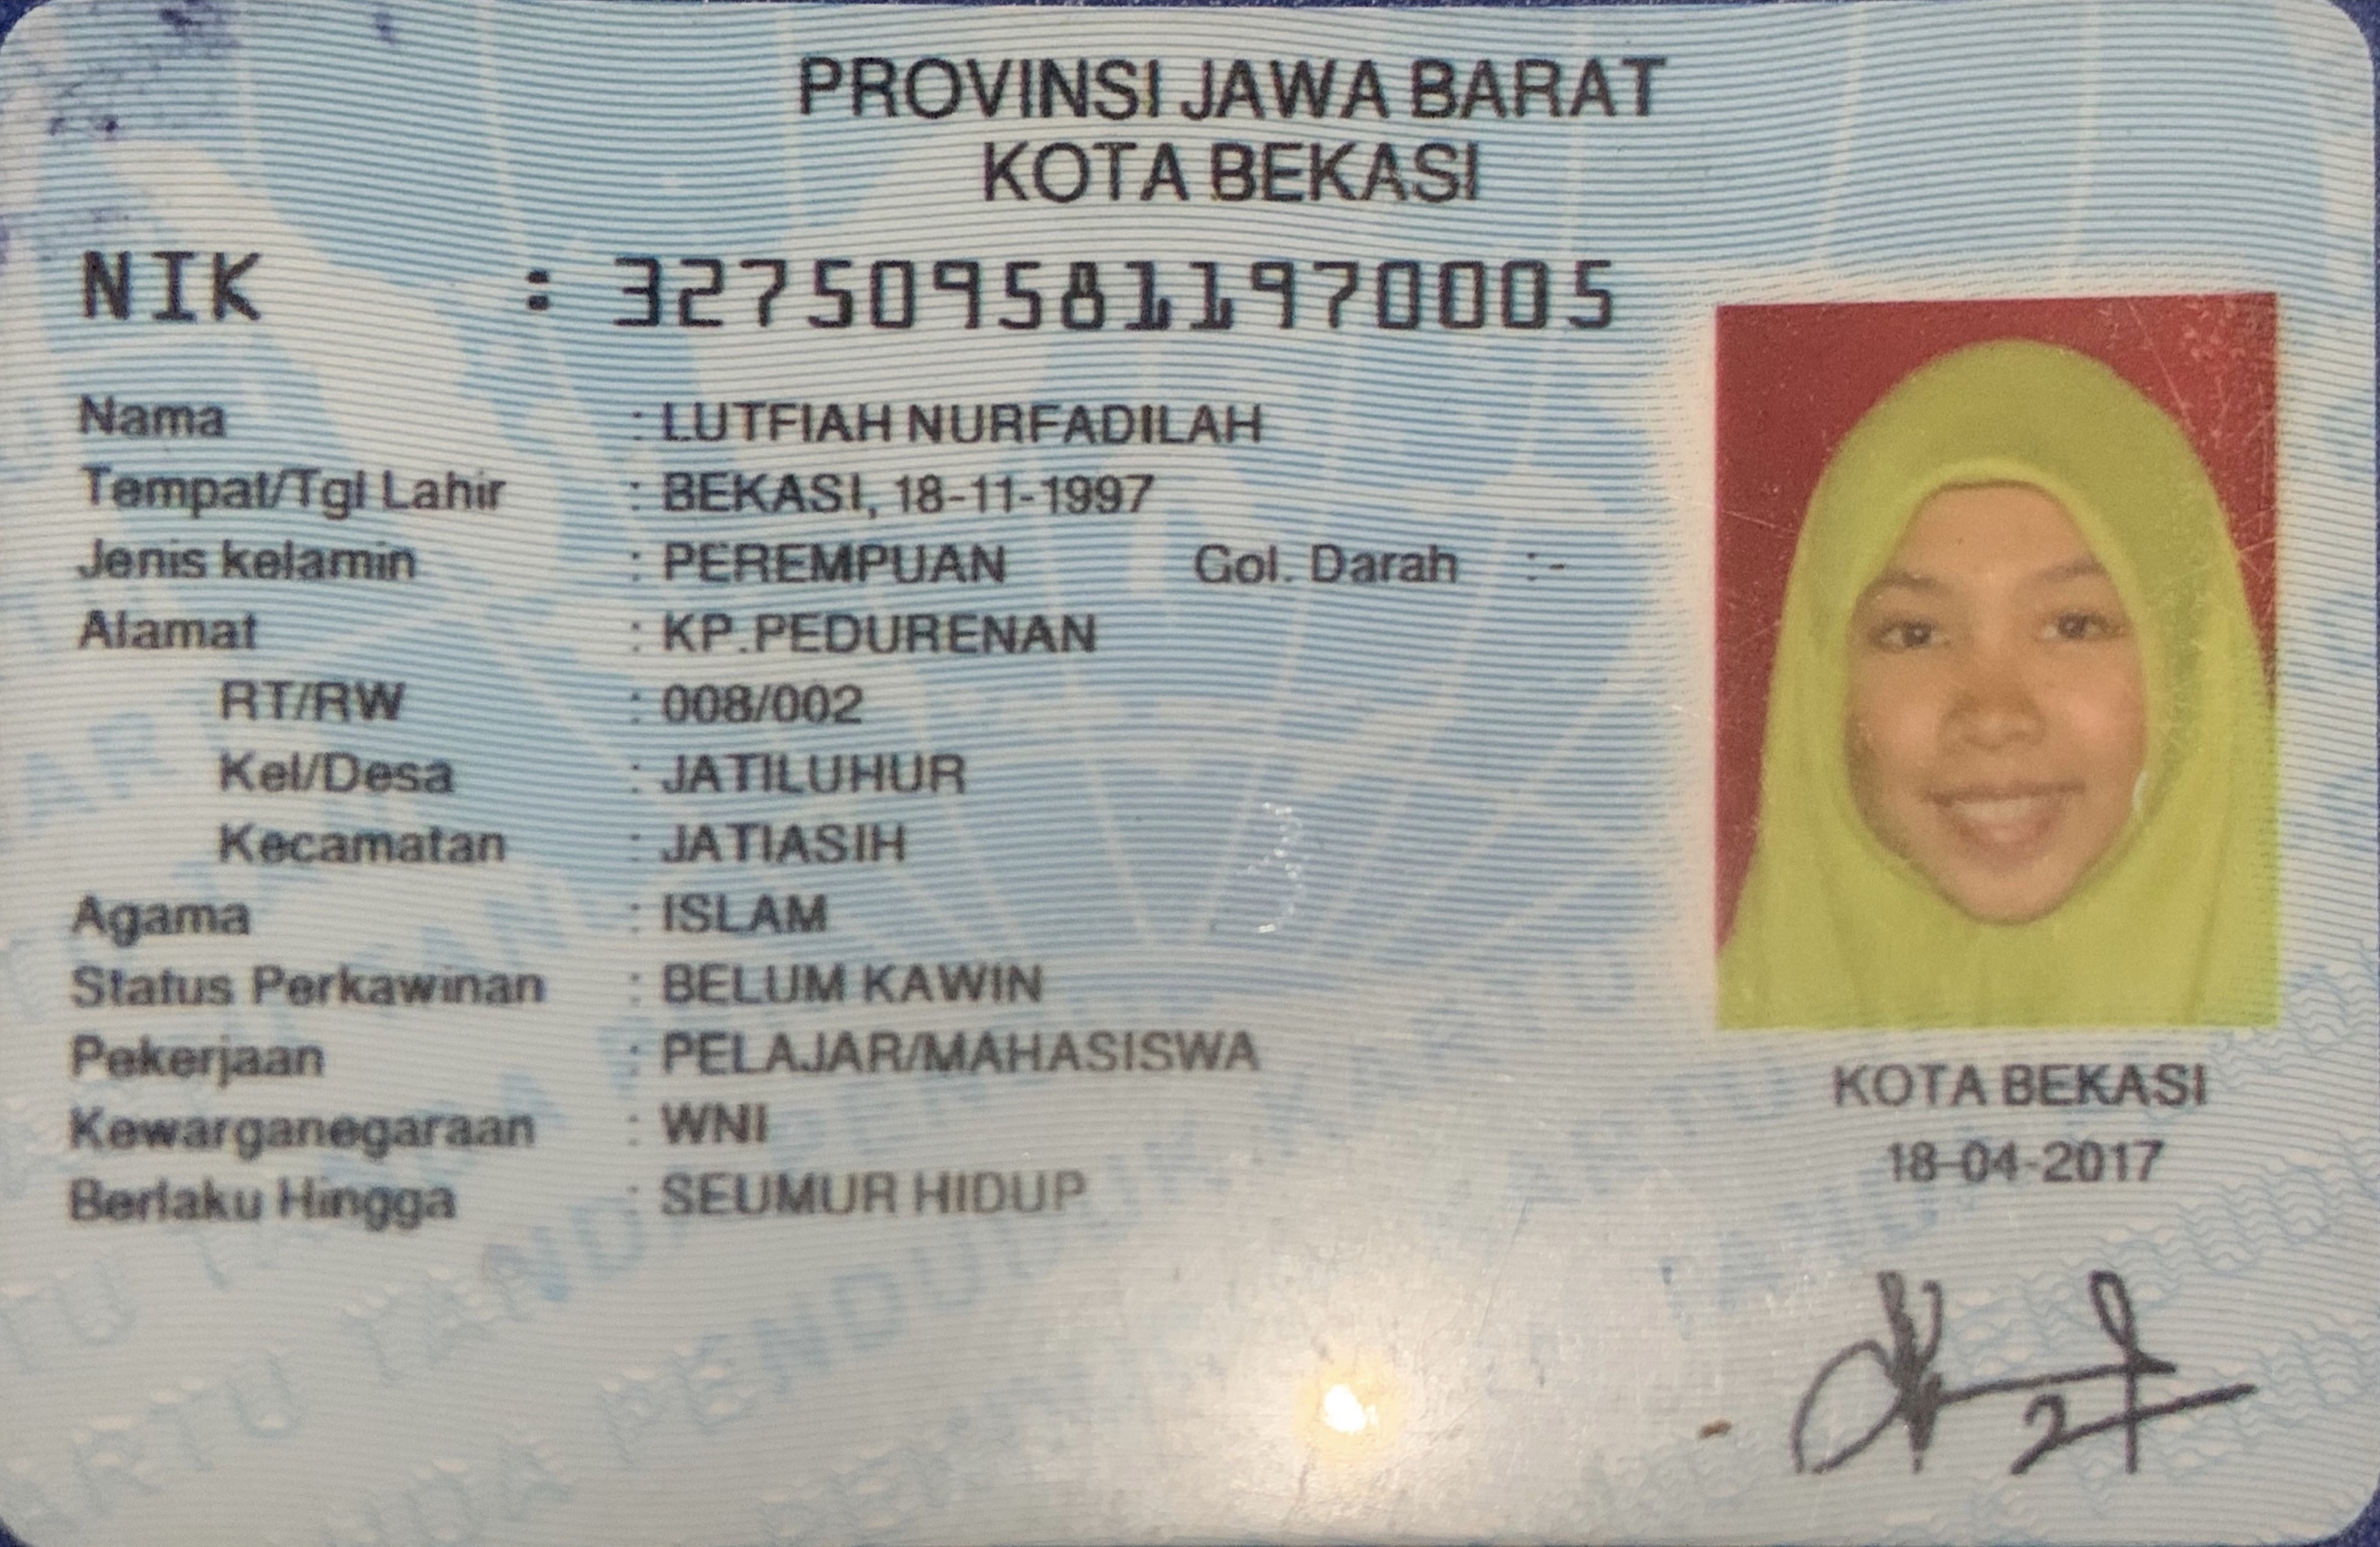 PROVINSI JAWA BARAT
KOTA BEKASI
NIK : 3275095811970005
Nama : LUTFIAH NURFADILAH
Tempat/Tgl Lahir : BEKASI, 18-11-1997
Jenis kelamin : PEREMPUAN Gol. Darah :-
Alamat : KP.PEDURENAN
RT/RW : 008/002
Kel/Desa : JATILUHUR
Kecamatan : JATIASIH
Agama : ISLAM
Status Perkawinan : BELUM KAWIN
Pekerjaan : PELAJAR/MAHASISWA
Kewarganegaraan : WNI
Berlaku Hingga : SEUMUR HIDUP
KOTA BEKASI
18-04-2017